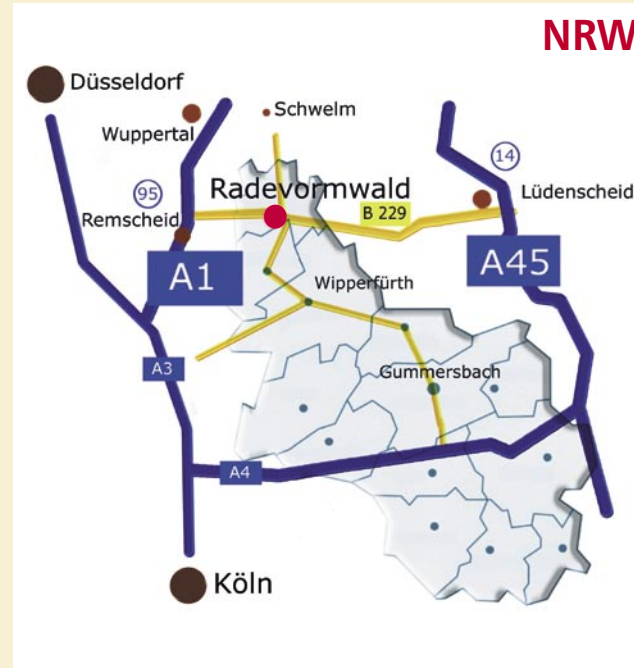 NRW
Düsseldorf
Schwelm
Wuppertal
14
95
Radevormwald
Lüdenscheid
Remscheid
B 229
A1
A45
Wipperfürth
A3
Gummersbach
A4
Köln